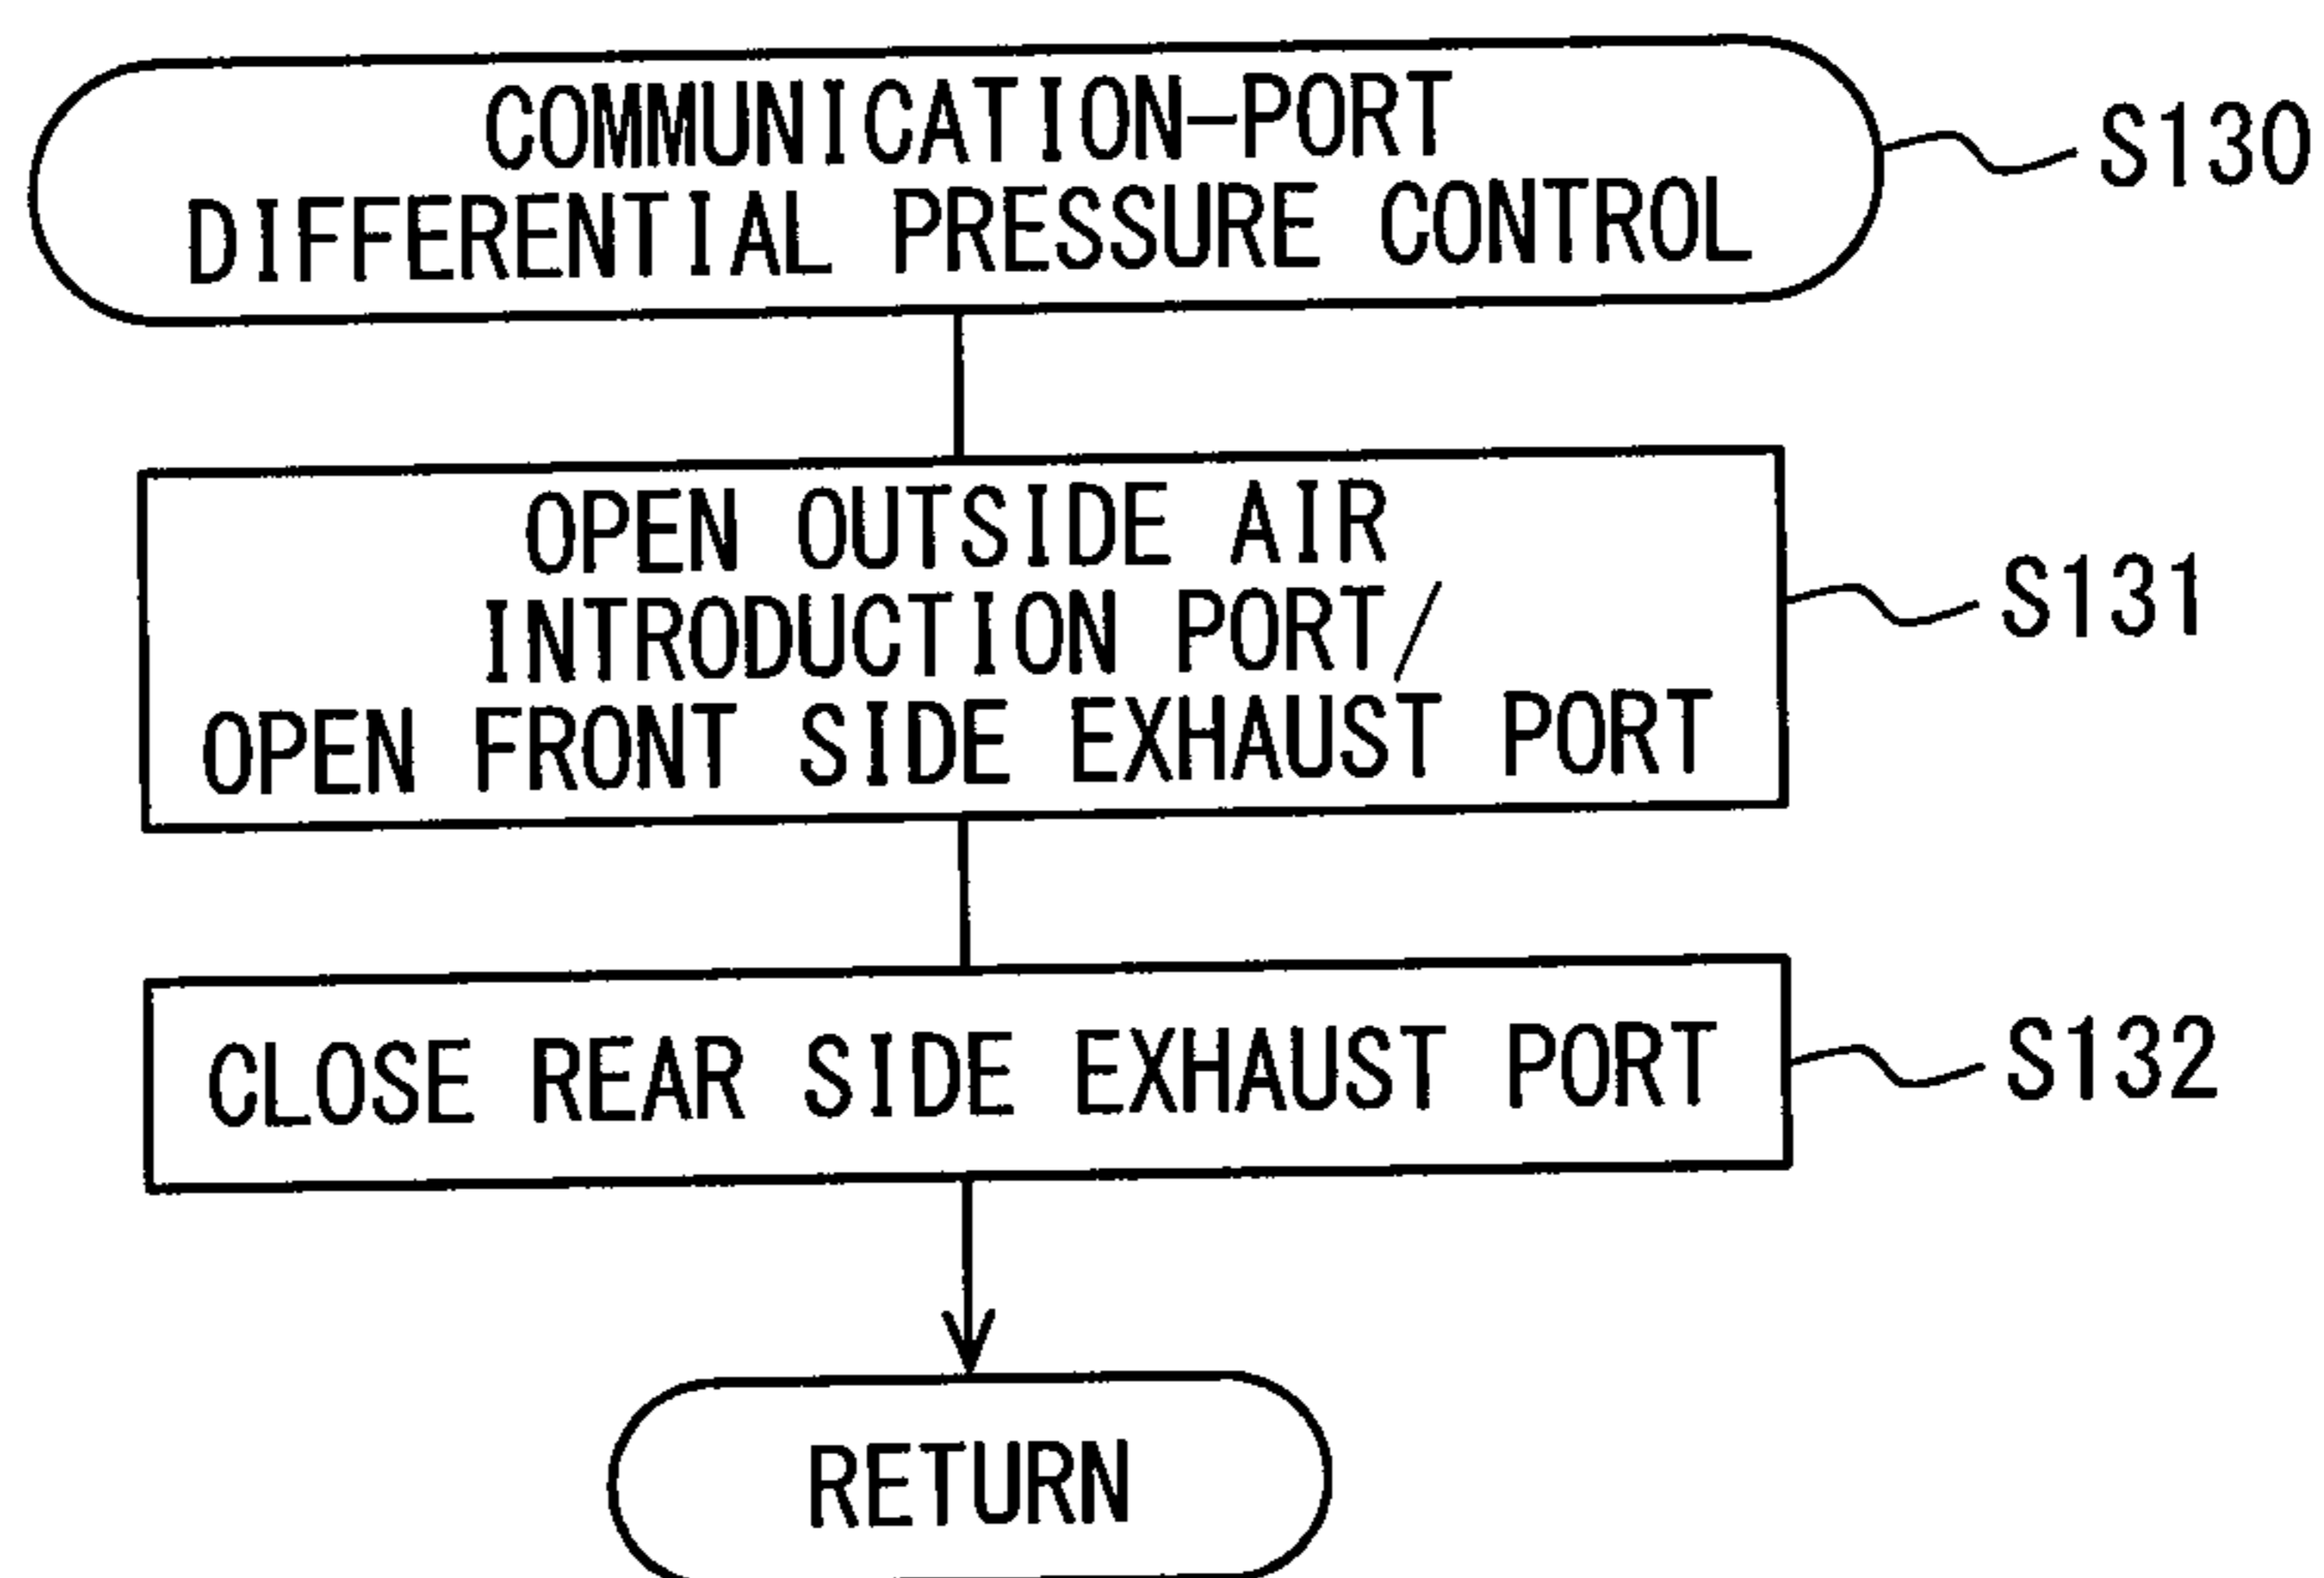 COMMUNICATION-PORT
DIFFERENTIAL PRESSURE CONTROL
S130
OPEN OUTSIDE AIR
INTRODUCTION PORT/
OPEN FRONT SIDE EXHAUST PORT
S131
CLOSE REAR SIDE EXHAUST PORT
S132
RETURN